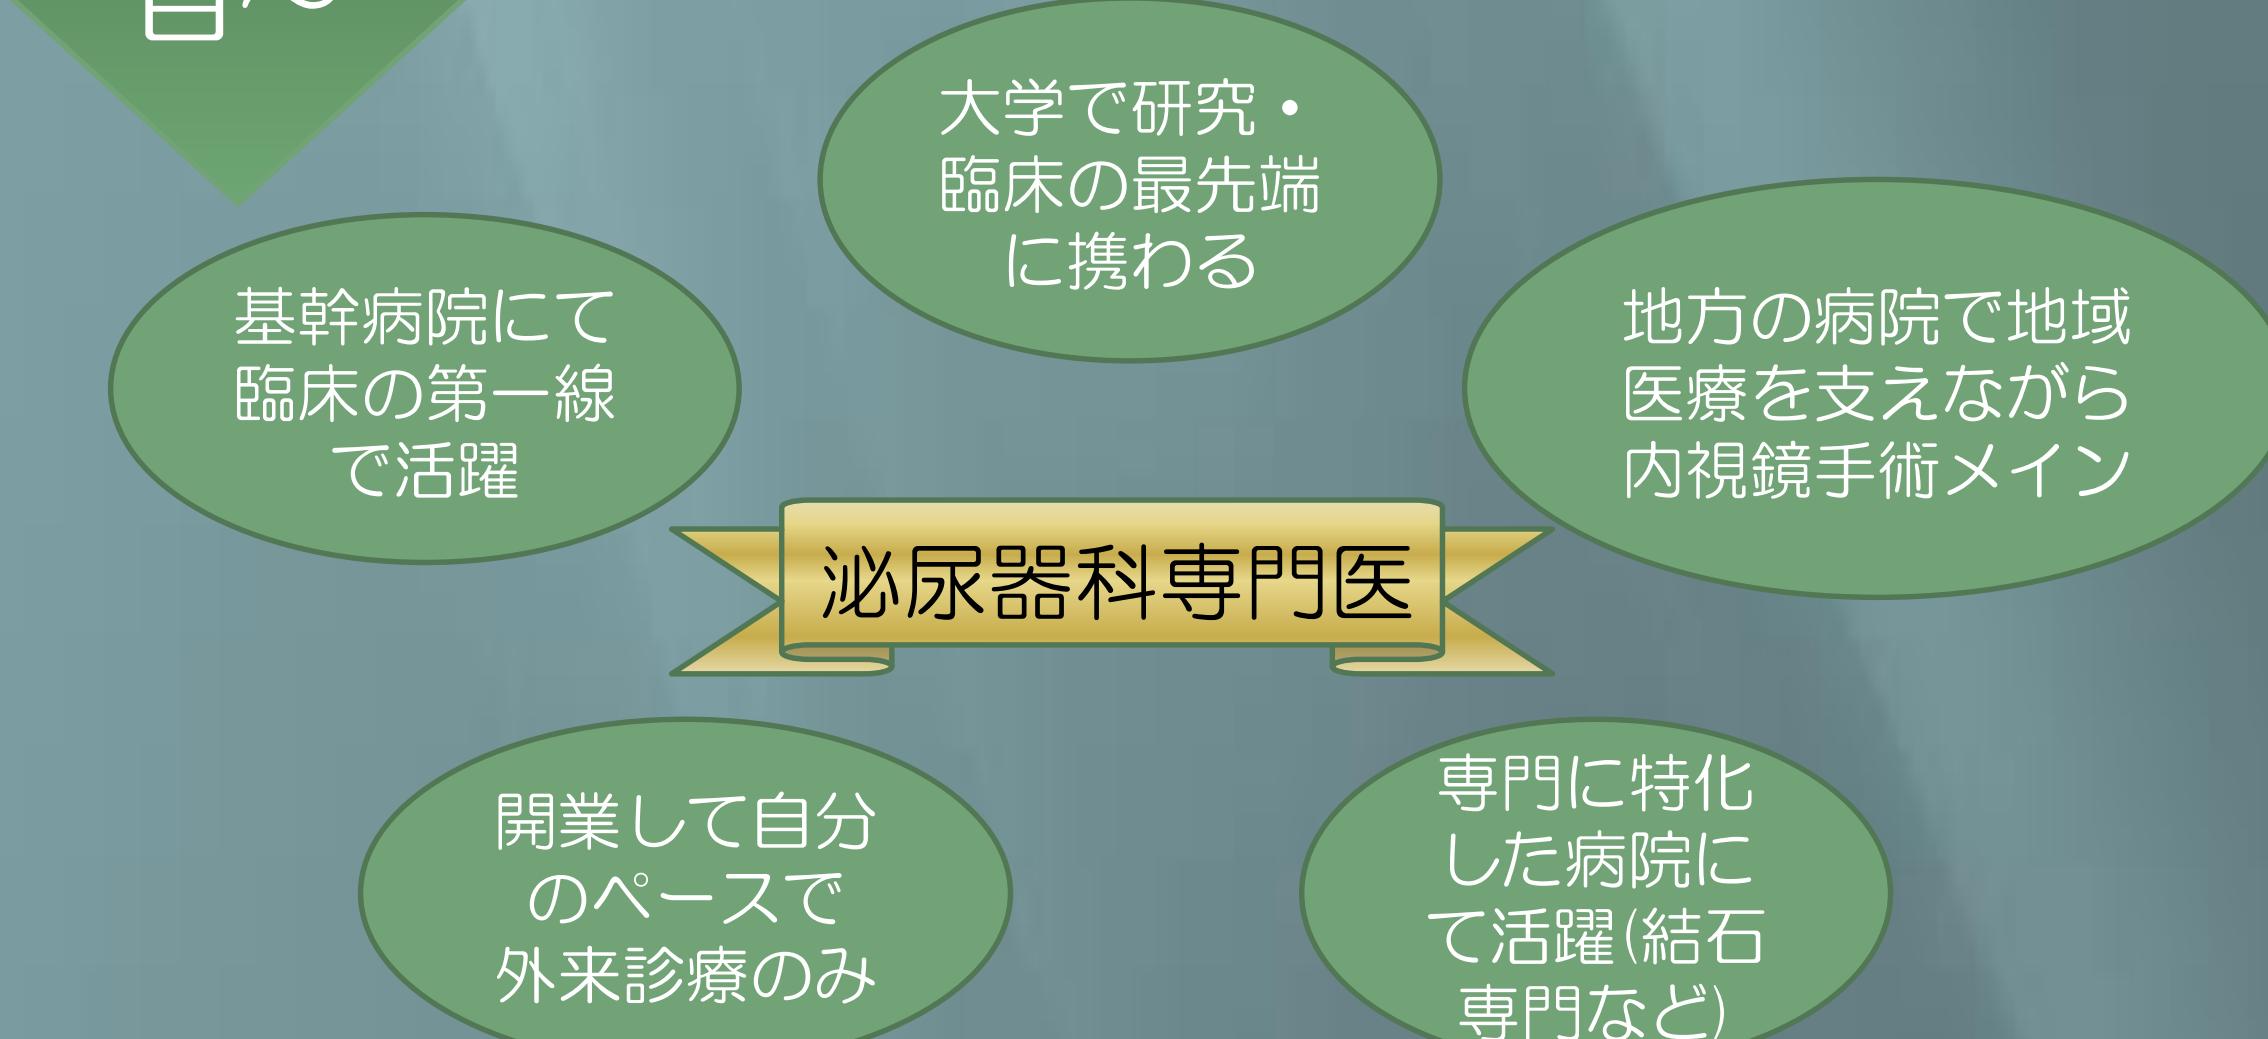 大学で研究・
臨床の最先端
に携わる
基幹病院にて
臨床の第一線
で活躍
地方の病院で地域
医療を支えながら
内視鏡手術メイン
泌尿器科専門医
開業して自分
のペースで
外来診療のみ
専門に特化
した病院に
て活躍(結石
専門など)